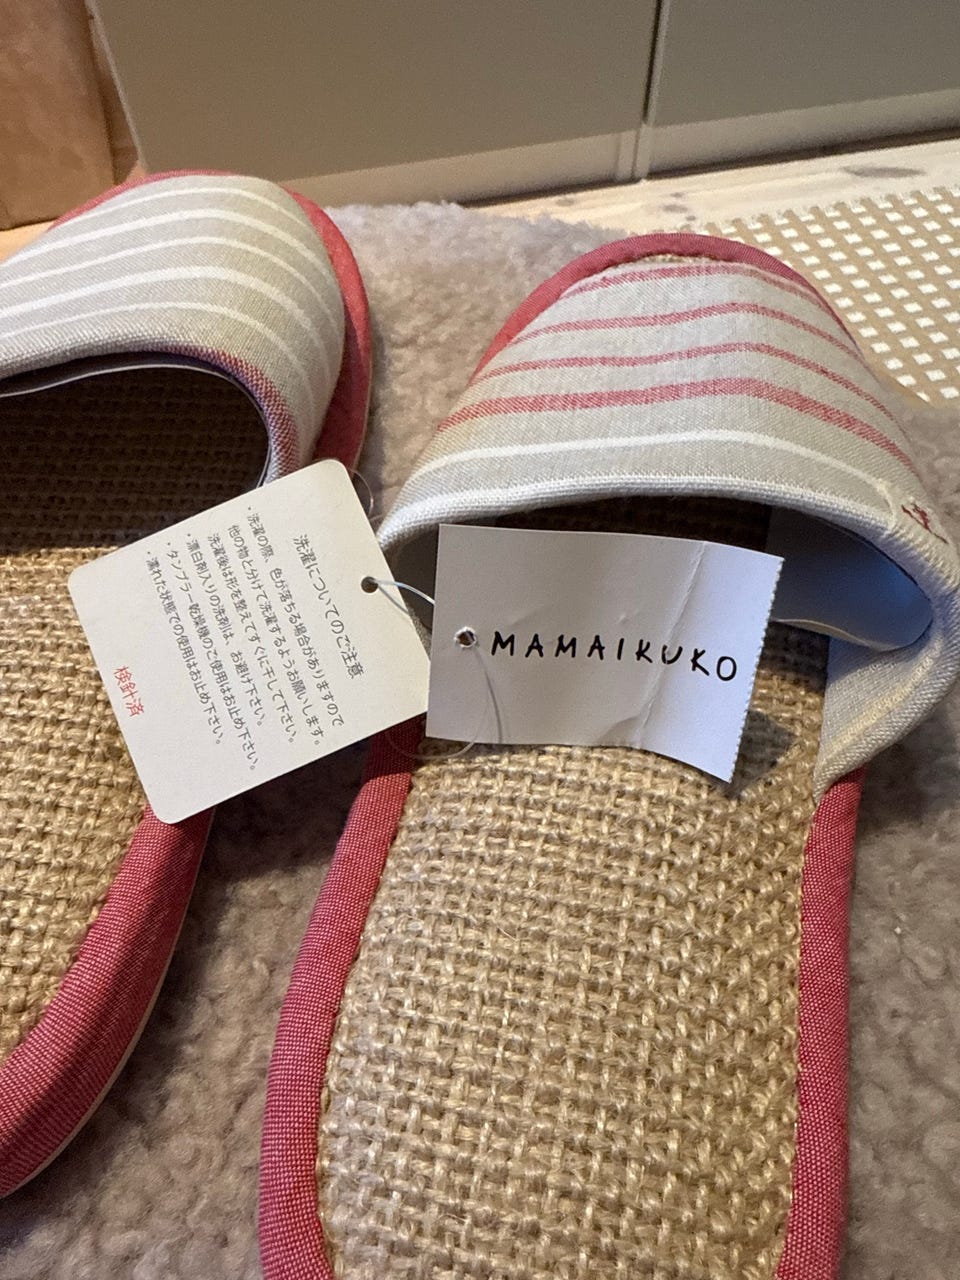 洗濯についてのご注意
・洗濯の際、色が落ちる場合がありますので
他の物と分けて洗濯するようお願いします。
洗濯後は形を整えてすぐに干して下さい。
・漂白剤入りの洗剤は、お避け下さい。
・タンブラー乾燥機のご使用はお止め下さい。
・濡れた状態での使用はお止め下さい。
検針済
MAMAIKUKO